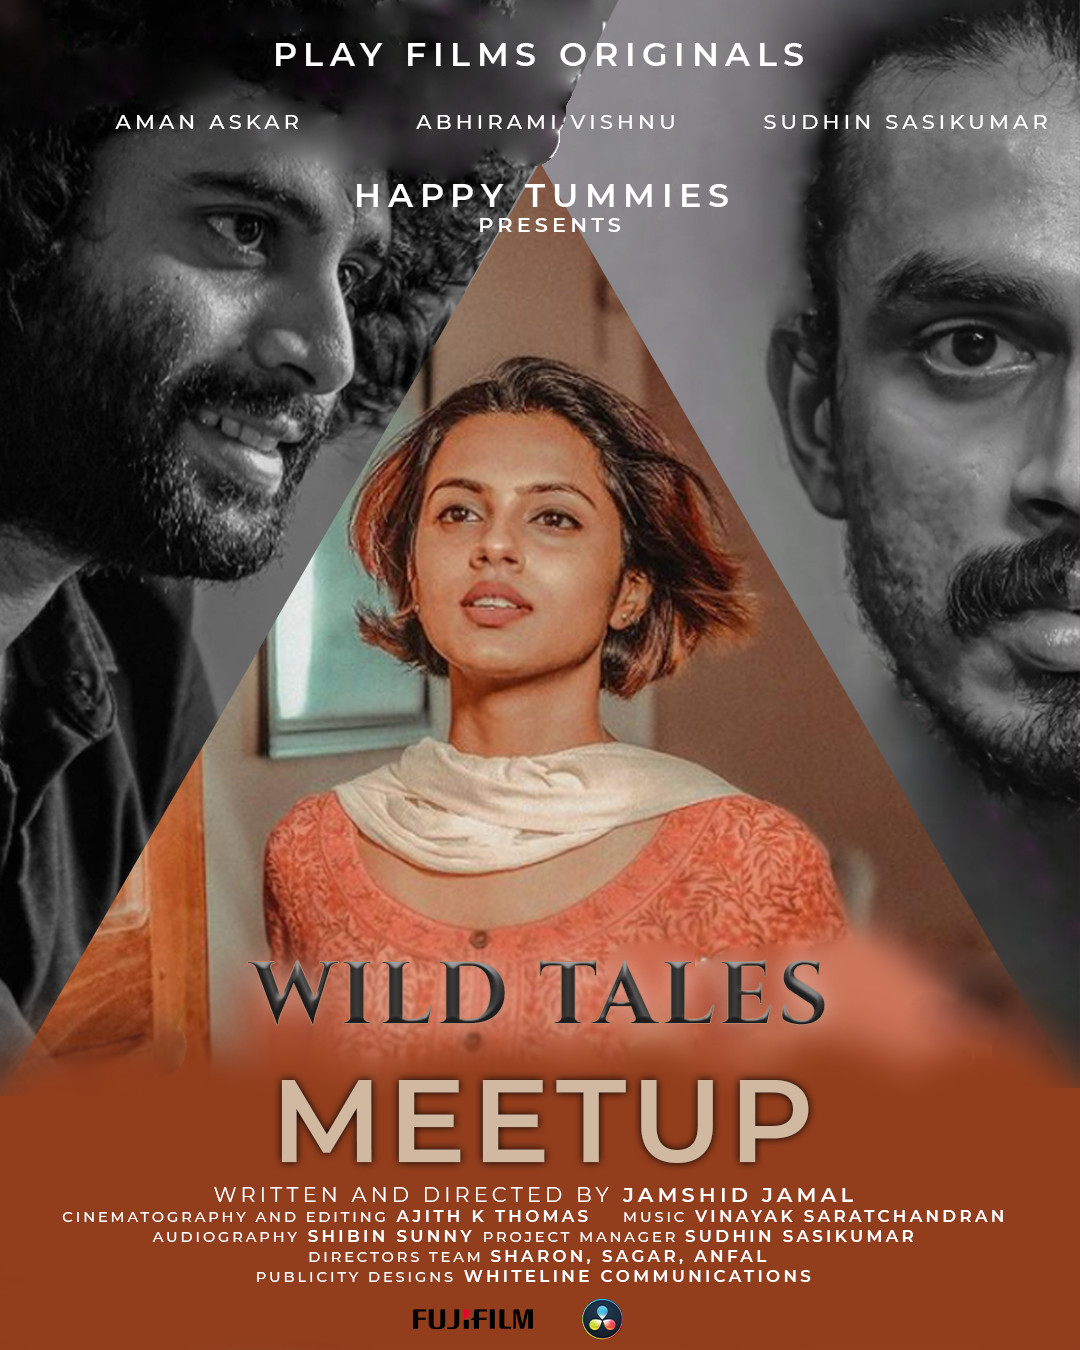 PLAY FILMS ORIGINALS
AMAN ASKAR ABHIRAMI VISHNU SUDHIN SASIKUMAR
HAPPY TUMMIES
PRESENTS
WILD TALES
MEETUP
WRITTEN AND DIRECTED BY JAMSHID JAMAL
CINEMATOGRAPHY AND EDITING AJITH K THOMAS MUSIC VINAYAK SARATCHANDRAN
AUDIOGRAPHY SHIBIN SUNNY PROJECT MANAGER SUDHIN SASIKUMAR
DIRECTORS TEAM SHARON, SAGAR, ANFAL
PUBLICITY DESIGNS WHITELINE COMMUNICATIONS
FUJIFILM